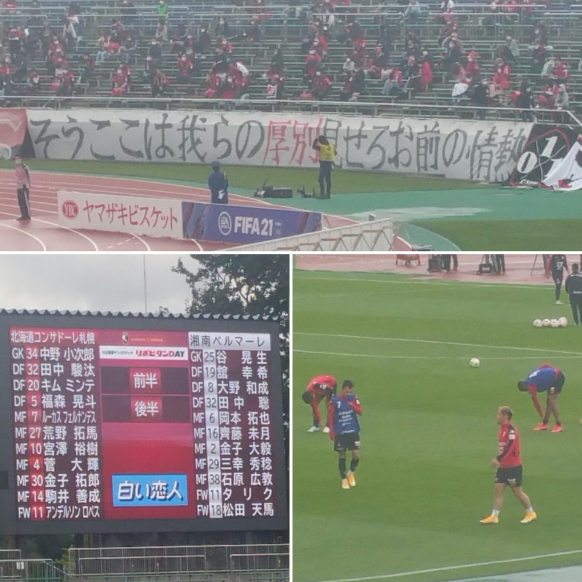 そうここは我らの厚別見せろお前の情熱
YBC ヤマザキビスケット
EA SPORTS FIFA 21
北海道コンサドーレ札幌
湘南ベルマーレ
リポビタンDAY
前半
後半
白い恋人
GK 34 中野 小次郎
DF 32 田中 駿汰
DF 20 キム ミンテ
DF 5 福森 晃斗
MF 7 ルーカス フェルナンデス
MF 27 荒野 拓馬
MF 10 宮澤 裕樹
MF 4 菅 大輝
MF 30 金子 拓郎
MF 14 駒井 善成
FW 11 アンデルソン ロペス
GK 25 谷 晃生
DF 19 舘 幸希
DF 8 大野 和成
DF 32 田中 聡
MF 6 岡本 拓也
MF 16 齊藤 未月
MF 2 金子 大毅
MF 29 三幸 秀稔
MF 38 石原 広教
FW 11 タリク
FW 18 松田 天馬